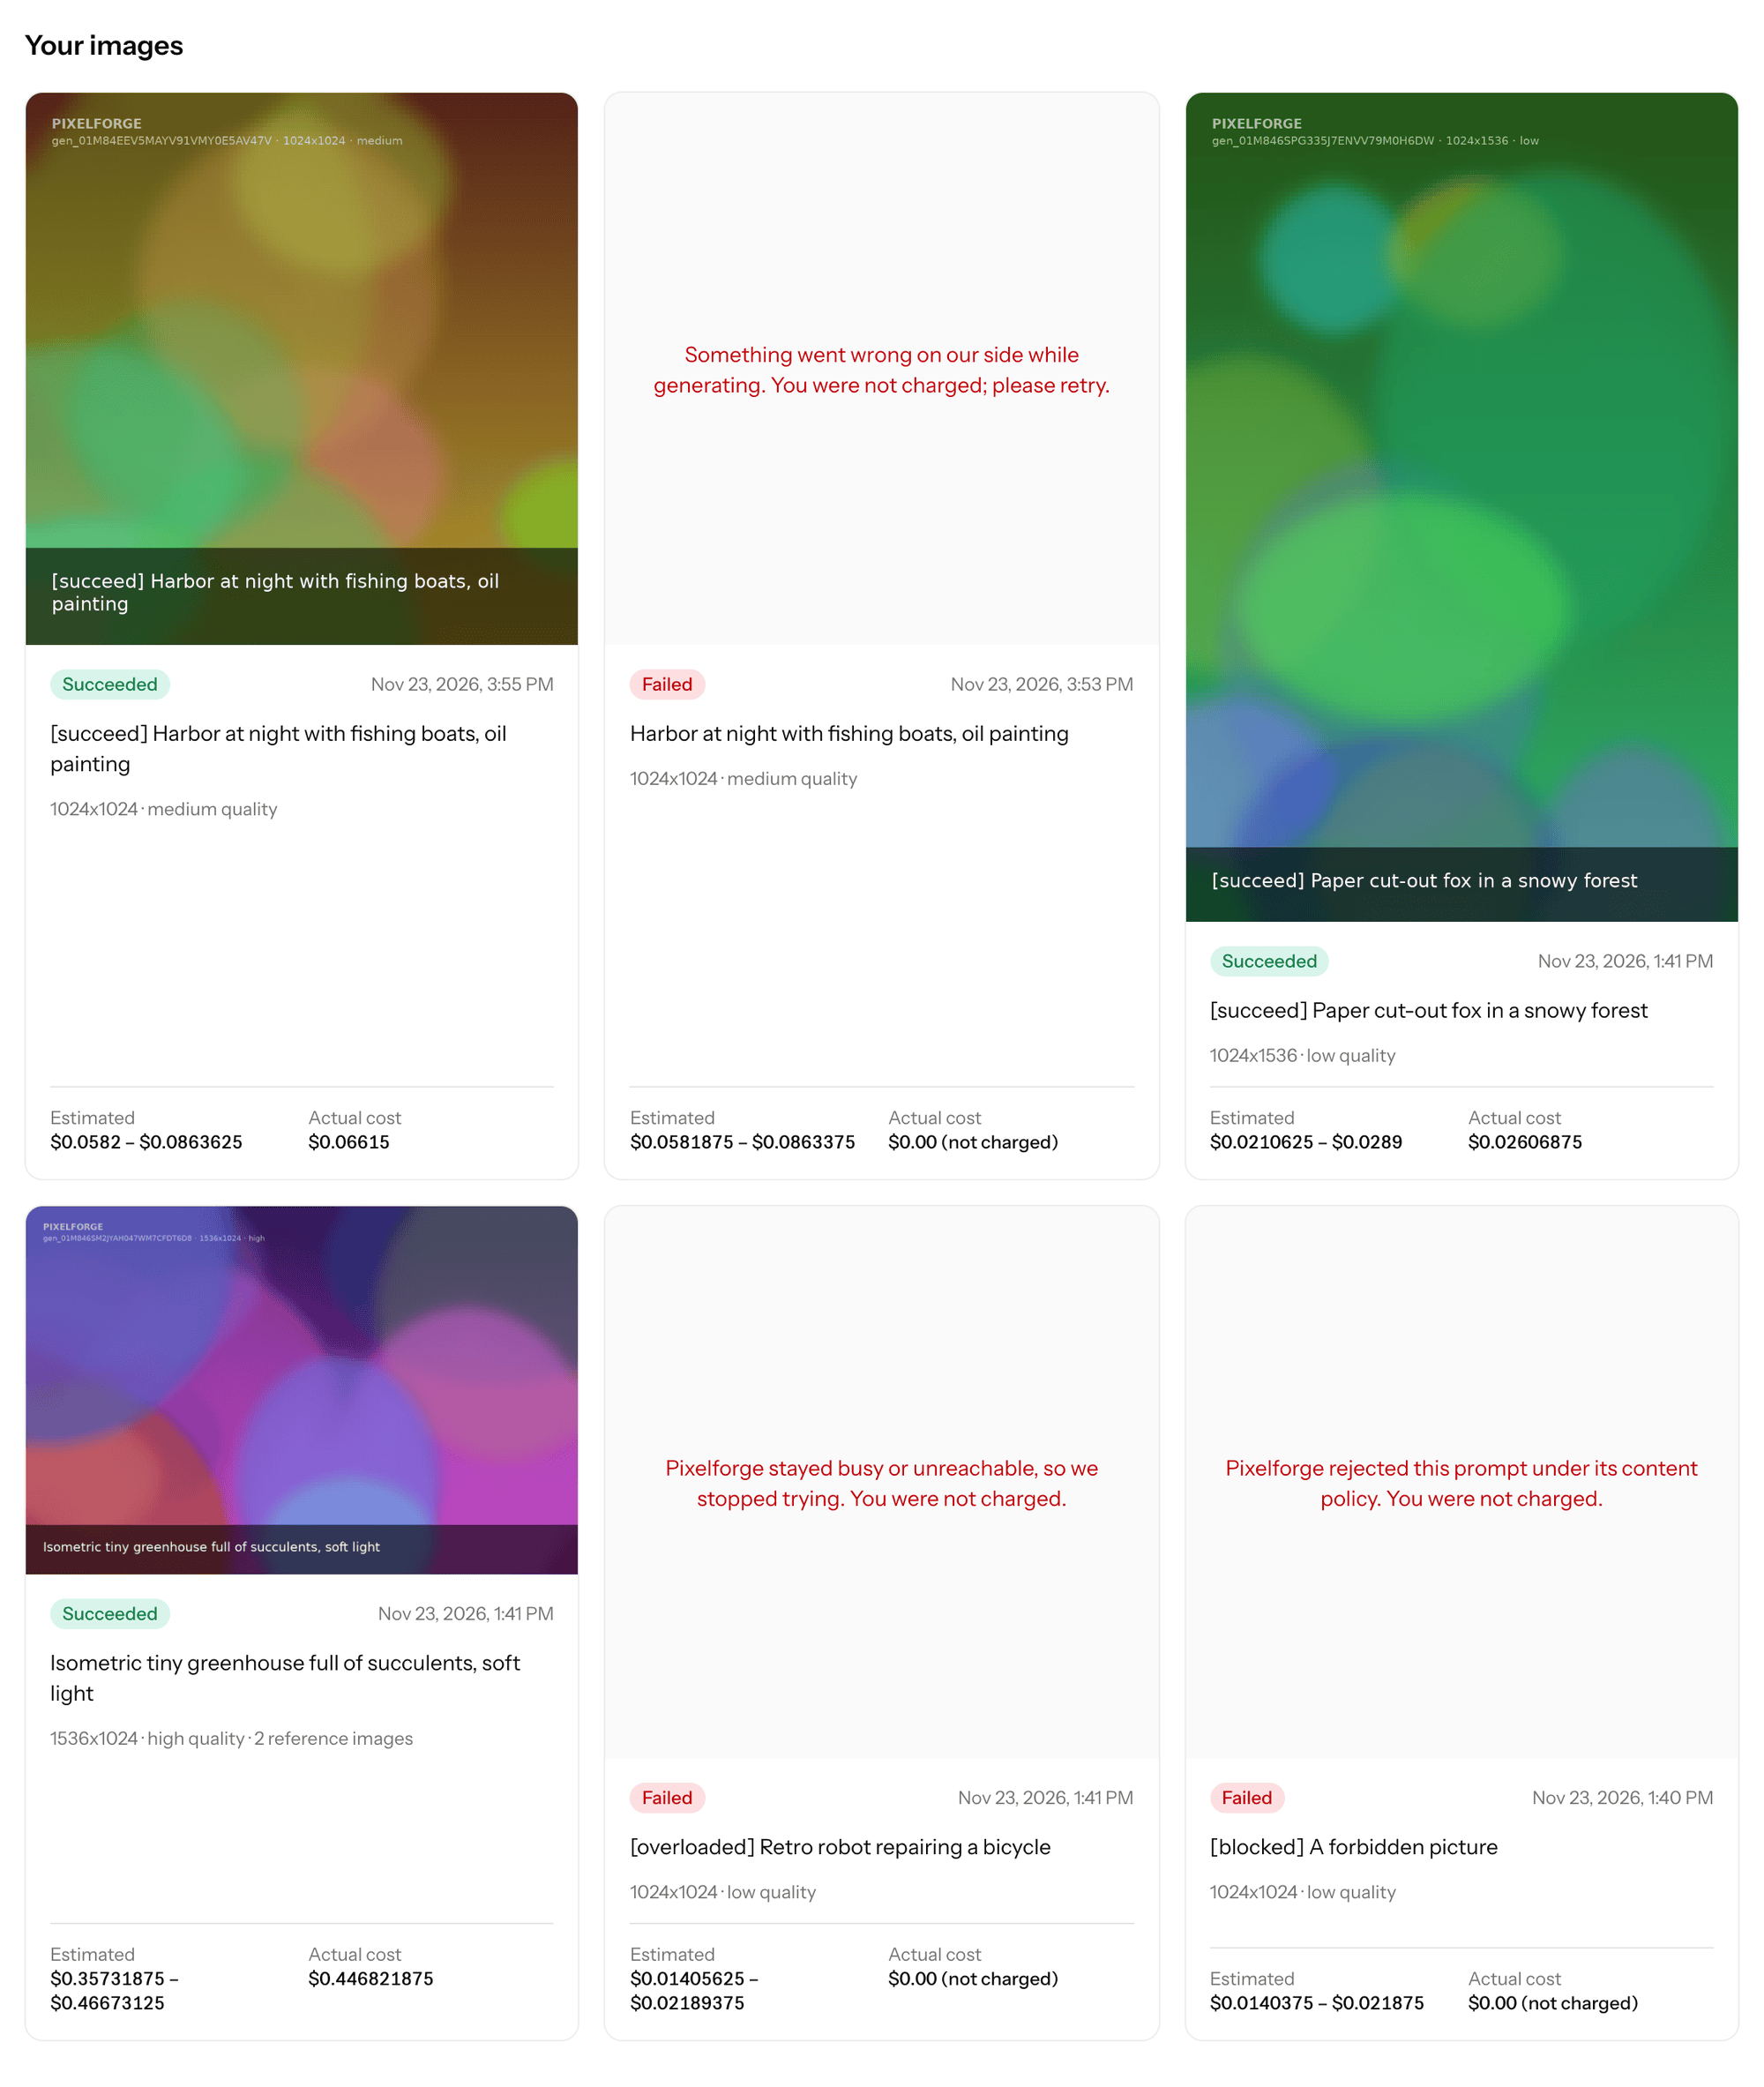 Your images
PIXELFORGE
gen_01M84EEV5MAYV91VMY0E5AV47V · 1024x1024 · medium
[succeed] Harbor at night with fishing boats, oil
painting
Succeeded
Nov 23, 2026, 3:55 PM
[succeed] Harbor at night with fishing boats, oil
painting
1024x1024 · medium quality
Estimated
$0.0582 – $0.0863625
Actual cost
$0.06615
Something went wrong on our side while
generating. You were not charged; please retry.
Failed
Nov 23, 2026, 3:53 PM
Harbor at night with fishing boats, oil painting
1024x1024 · medium quality
Estimated
$0.0581875 – $0.0863375
Actual cost
$0.00 (not charged)
PIXELFORGE
gen_01M846SPG335J7ENVV79M0H6DW · 1024x1536 · low
[succeed] Paper cut-out fox in a snowy forest
Succeeded
Nov 23, 2026, 1:41 PM
[succeed] Paper cut-out fox in a snowy forest
1024x1536 · low quality
Estimated
$0.0210625 – $0.0289
Actual cost
$0.02606875
PIXELFORGE
gen_01M846SM2JYAH047WM7CFDT6D8 · 1536x1024 · high
Isometric tiny greenhouse full of succulents, soft light
Succeeded
Nov 23, 2026, 1:41 PM
Isometric tiny greenhouse full of succulents, soft
light
1536x1024 · high quality · 2 reference images
Estimated
$0.35731875 –
$0.46673125
Actual cost
$0.446821875
Pixelforge stayed busy or unreachable, so we
stopped trying. You were not charged.
Failed
Nov 23, 2026, 1:41 PM
[overloaded] Retro robot repairing a bicycle
1024x1024 · low quality
Estimated
$0.01405625 –
$0.02189375
Actual cost
$0.00 (not charged)
Pixelforge rejected this prompt under its content
policy. You were not charged.
Failed
Nov 23, 2026, 1:40 PM
[blocked] A forbidden picture
1024x1024 · low quality
Estimated
$0.0140375 – $0.021875
Actual cost
$0.00 (not charged)